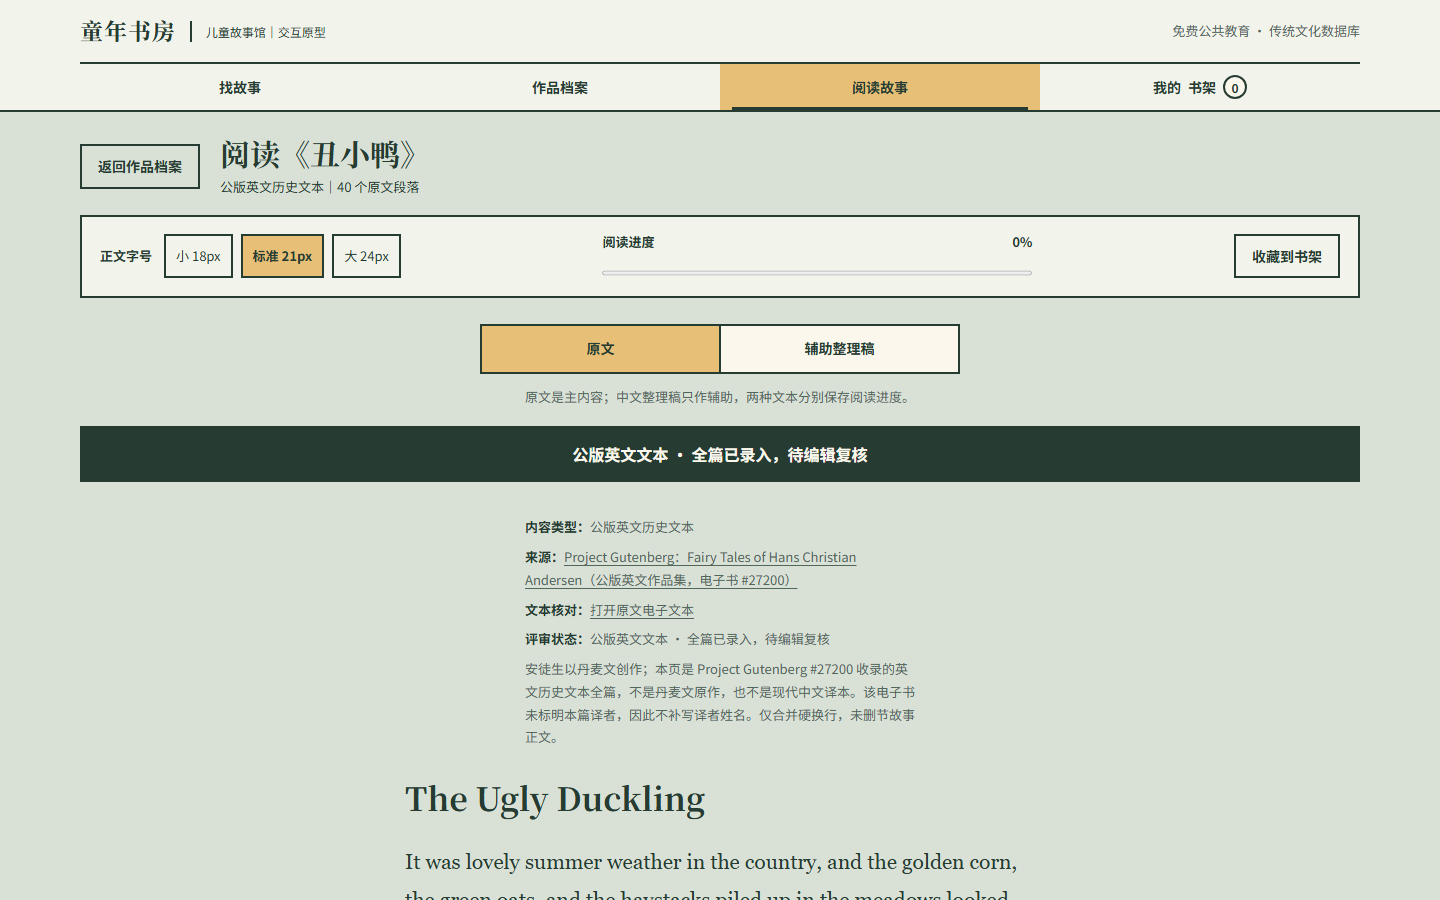 童年书房
儿童故事馆｜交互原型
免费公共教育 · 传统文化数据库
找故事
作品档案
阅读故事
我的 书架 0
返回作品档案
阅读《丑小鸭》
公版英文历史文本｜40 个原文段落
正文字号
小 18px
标准 21px
大 24px
阅读进度
0%
收藏到书架
原文
辅助整理稿
原文是主内容；中文整理稿只作辅助，两种文本分别保存阅读进度。
公版英文文本 · 全篇已录入，待编辑复核
内容类型：公版英文历史文本
来源：Project Gutenberg：Fairy Tales of Hans Christian
Andersen（公版英文作品集，电子书 #27200）
文本核对：打开原文电子文本
评审状态：公版英文文本 · 全篇已录入，待编辑复核
安徒生以丹麦文创作；本页是 Project Gutenberg #27200 收录的英
文历史文本全篇，不是丹麦文原作，也不是现代中文译本。该电子书
未标明本篇译者，因此不补写译者姓名。仅合并硬换行，未删节故事
正文。
The Ugly Duckling
It was lovely summer weather in the country, and the golden corn,
the green oats, and the haystacks piled up in the meadows looked